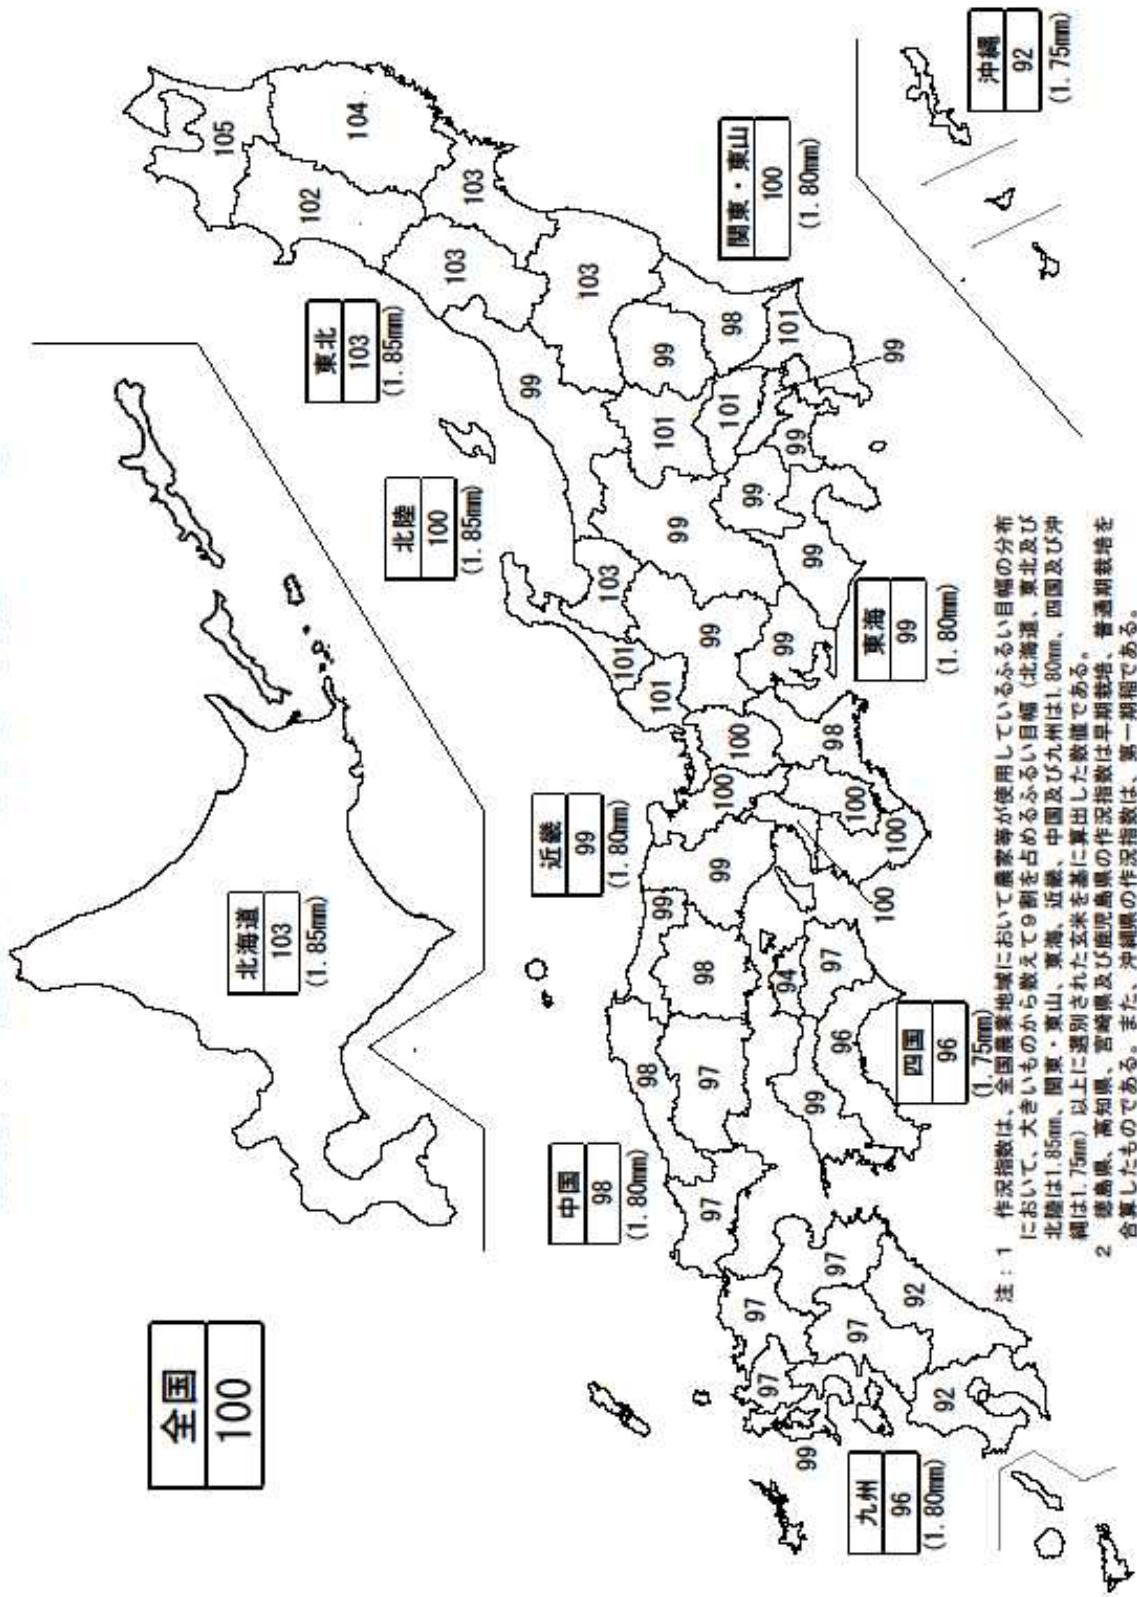 全国
100
北海道
103
(1.85mm)
東北
103
(1.85mm)
北陸
100
(1.85mm)
関東・東山
100
(1.80mm)
東海
99
(1.80mm)
近畿
99
(1.80mm)
中国
98
(1.80mm)
四国
96
(1.75mm)
九州
96
(1.80mm)
沖縄
92
(1.75mm)
105
104
102
103
103
103
99
98
99
101
101
101
99
99
99
99
99
103
101
101
99
99
98
100
100
100
100
100
99
99
98
98
97
97
94
97
96
99
97
97
97
97
99
92
92
注:1 作況指数は、全国農業地域において農家等が使用しているふるい目幅の分布
において、大きいものから数えて9割を占めるふるい目幅(北海道、東北及び
北陸は1.85mm、関東・東山、東海、近畿、中国及び九州は1.80mm、四国及び沖
縄は1.75mm)以上に選別された玄米を基に算出した数値である。
2 徳島県、高知県、宮崎県及び鹿児島県の作況指数は早期栽培、普通期栽培を
合算したものである。また、沖縄県の作況指数は、第一期稲である。